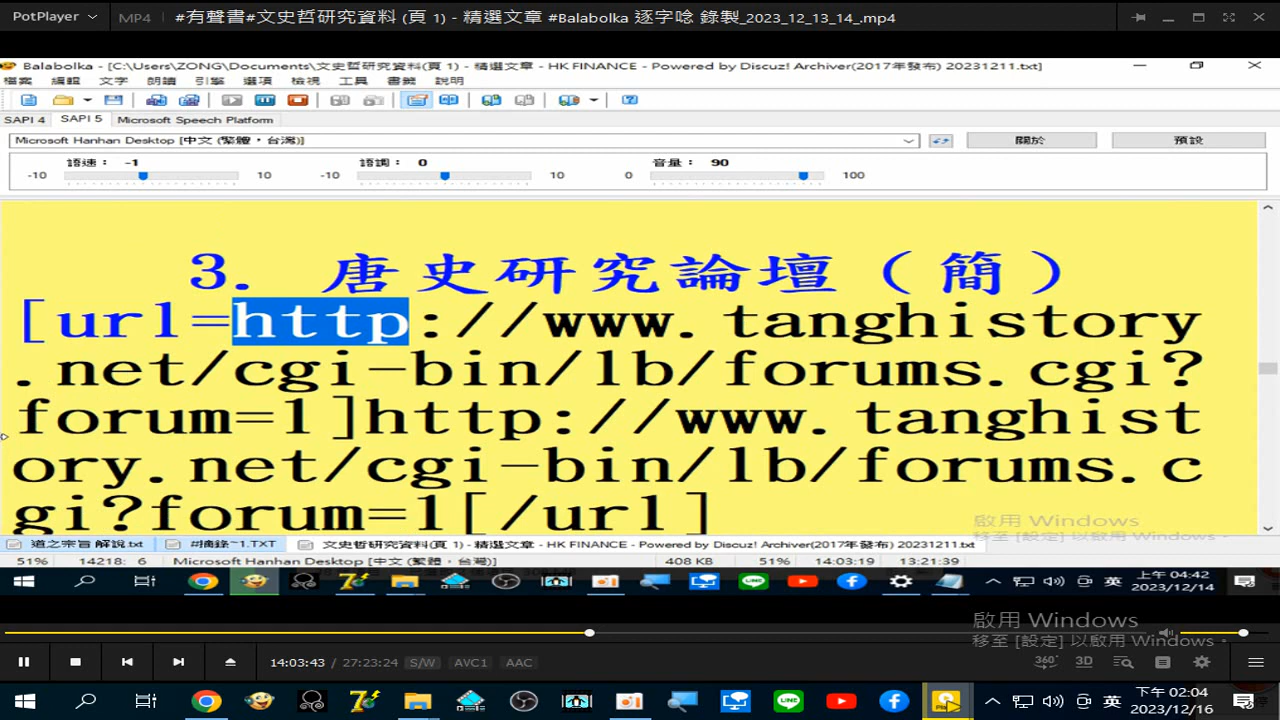 PotPlayer MP4 #有聲書#文史哲研究資料 (頁 1) - 精選文章 #Balabolka 逐字唸 錄製_2023_12_13_14_.mp4
Balabolka - [C:\Users\ZONG\Documents\文史哲研究資料(頁 1) - 精選文章 - HK FINANCE - Powered by Discuz! Archiver(2017年發布) 20231211.txt]
檔案 編輯 文字 朗讀 引擎 選項 檢視 工具 書籤 說明
SAPI 4 SAPI 5 Microsoft Speech Platform
Microsoft Hanhan Desktop [中文 (繁體，台灣)] 關於 預設
語速： -1 語調： 0 音量： 90
-10 10 -10 10 0 100
3. 唐史研究論壇（簡）
[url=http://www.tanghistory
.net/cgi-bin/lb/forums.cgi?
forum=1]http://www.tanghist
ory.net/cgi-bin/lb/forums.c
gi?forum=1[/url]
啟用 Windows
移至 [設定] 以啟用 Windows。
道之宗旨 解說.txt #摘錄~1.TXT 文史哲研究資料(頁 1) - 精選文章 - HK FINANCE - Powered by Discuz! Archiver(2017年發布) 20231211.txt
51% 14218: 6 Microsoft Hanhan Desktop [中文 (繁體，台灣)] 408 KB 51% 14:03:19 13:21:39
英 上午 04:42
2023/12/14
啟用 Windows
移至 [設定] 以啟用 Windows。
14:03:43 / 27:23:24 S/W AVC1 AAC 360° 3D
英 下午 02:04
2023/12/16